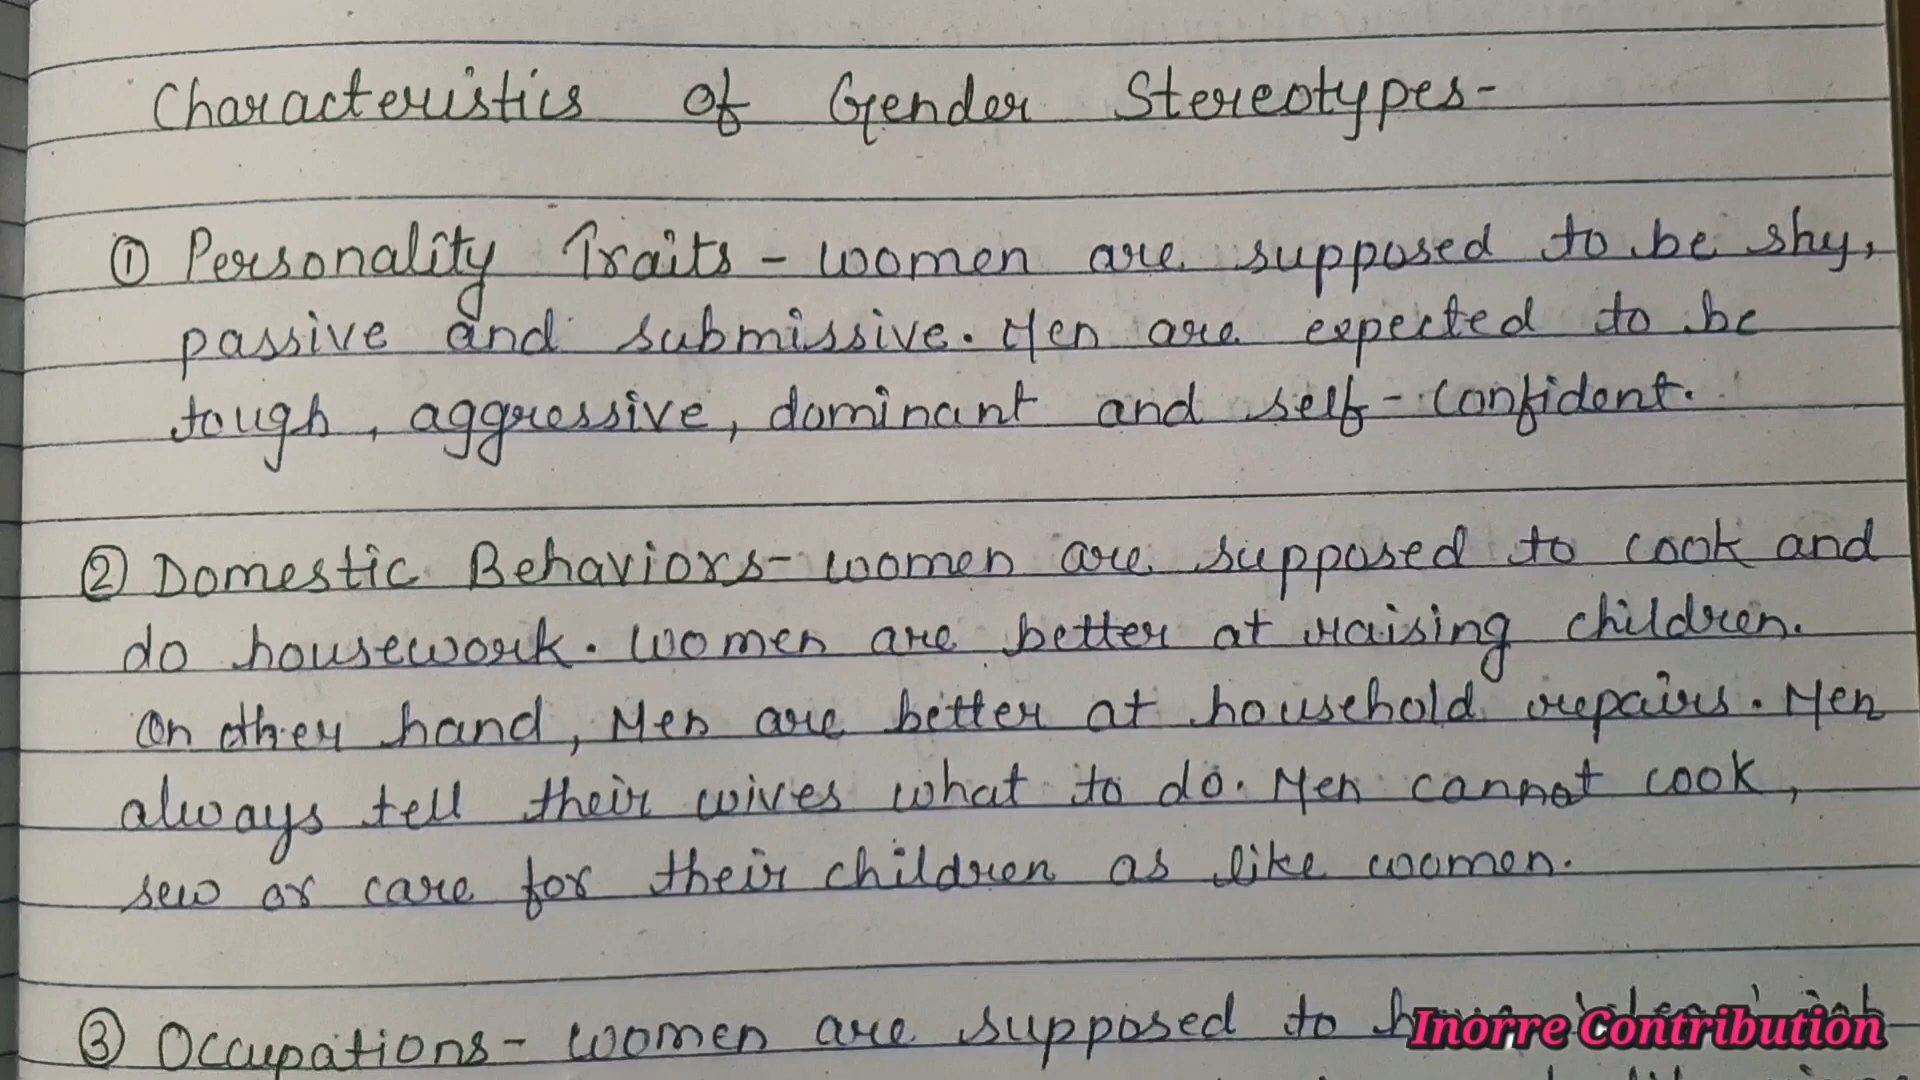 Characteristics of Gender Stereotypes-
① Personality Traits - women are supposed to be shy,
passive and submissive. Men are expected to be
tough, aggressive, dominant and self-confident.
② Domestic Behaviors- women are supposed to cook and
do housework. Women are better at raising children.
On other hand, Men are better at household repairs. Men
always tell their wives what to do. Men cannot cook,
sew or care for their children as like women.
③ Occupations- women are supposed to
Inorre Contribution